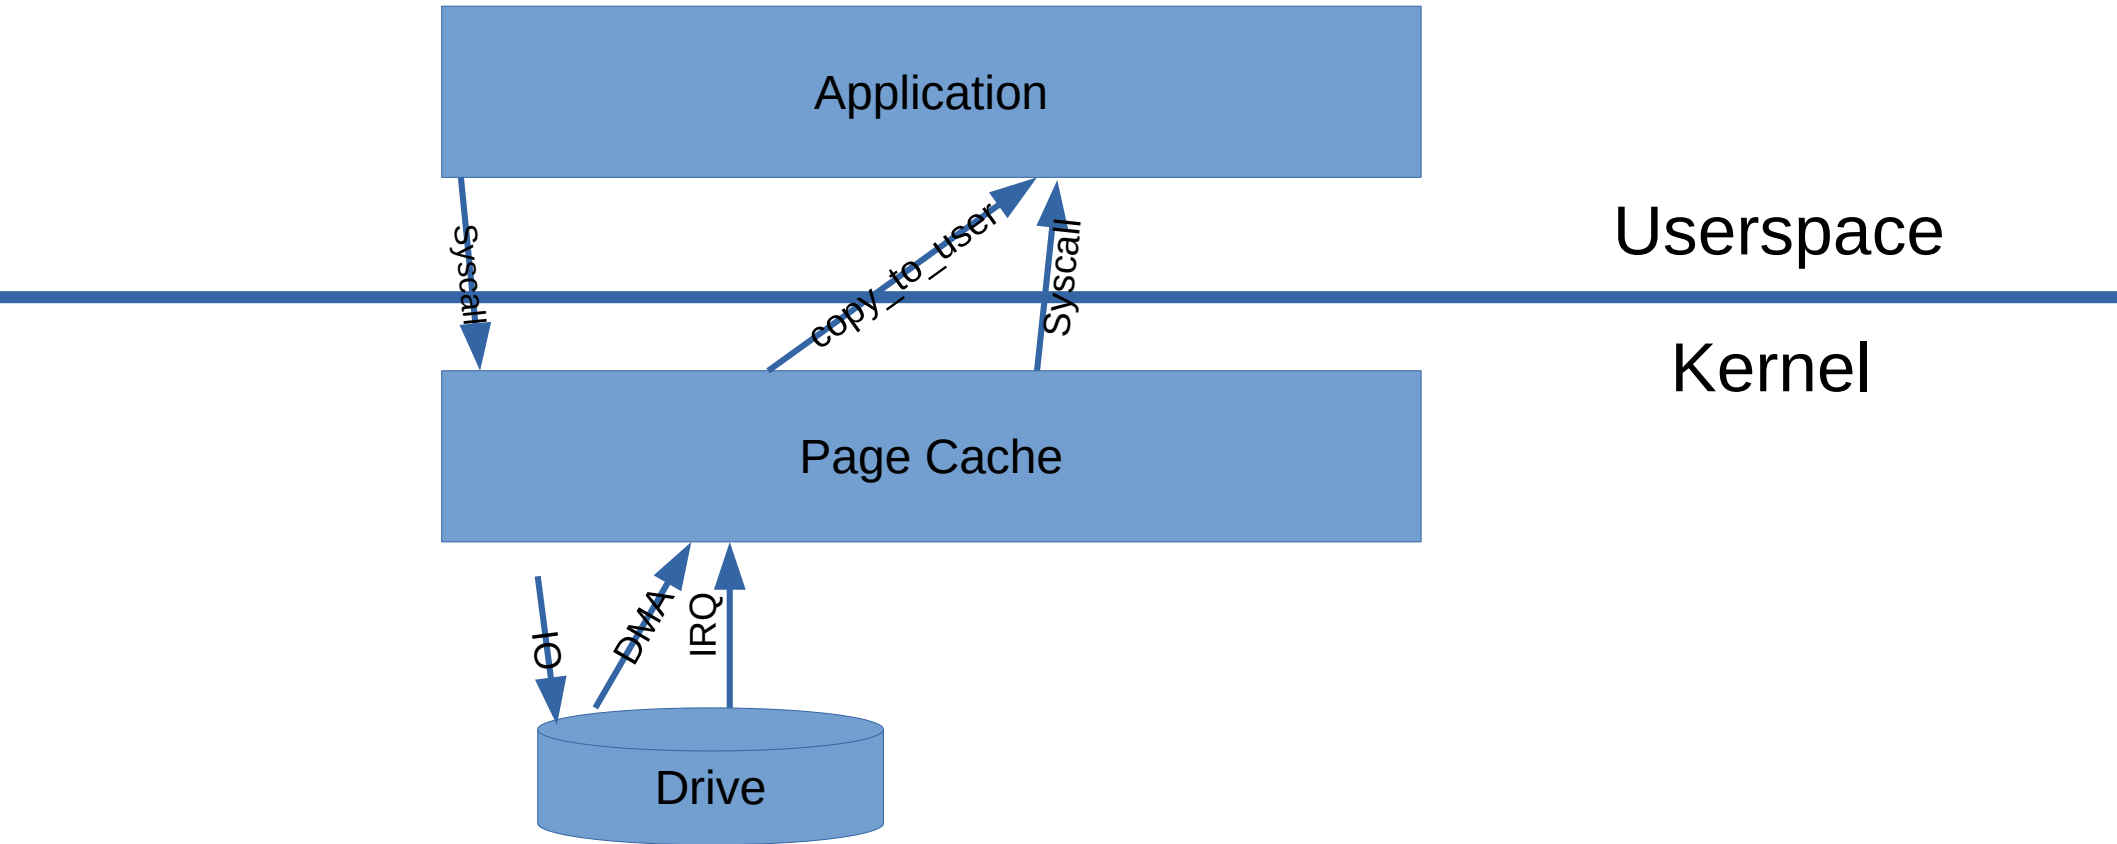 Application
Syscall
copy_to_user
Syscall
Userspace
Kernel
Page Cache
IO
DMA
IRQ
Drive